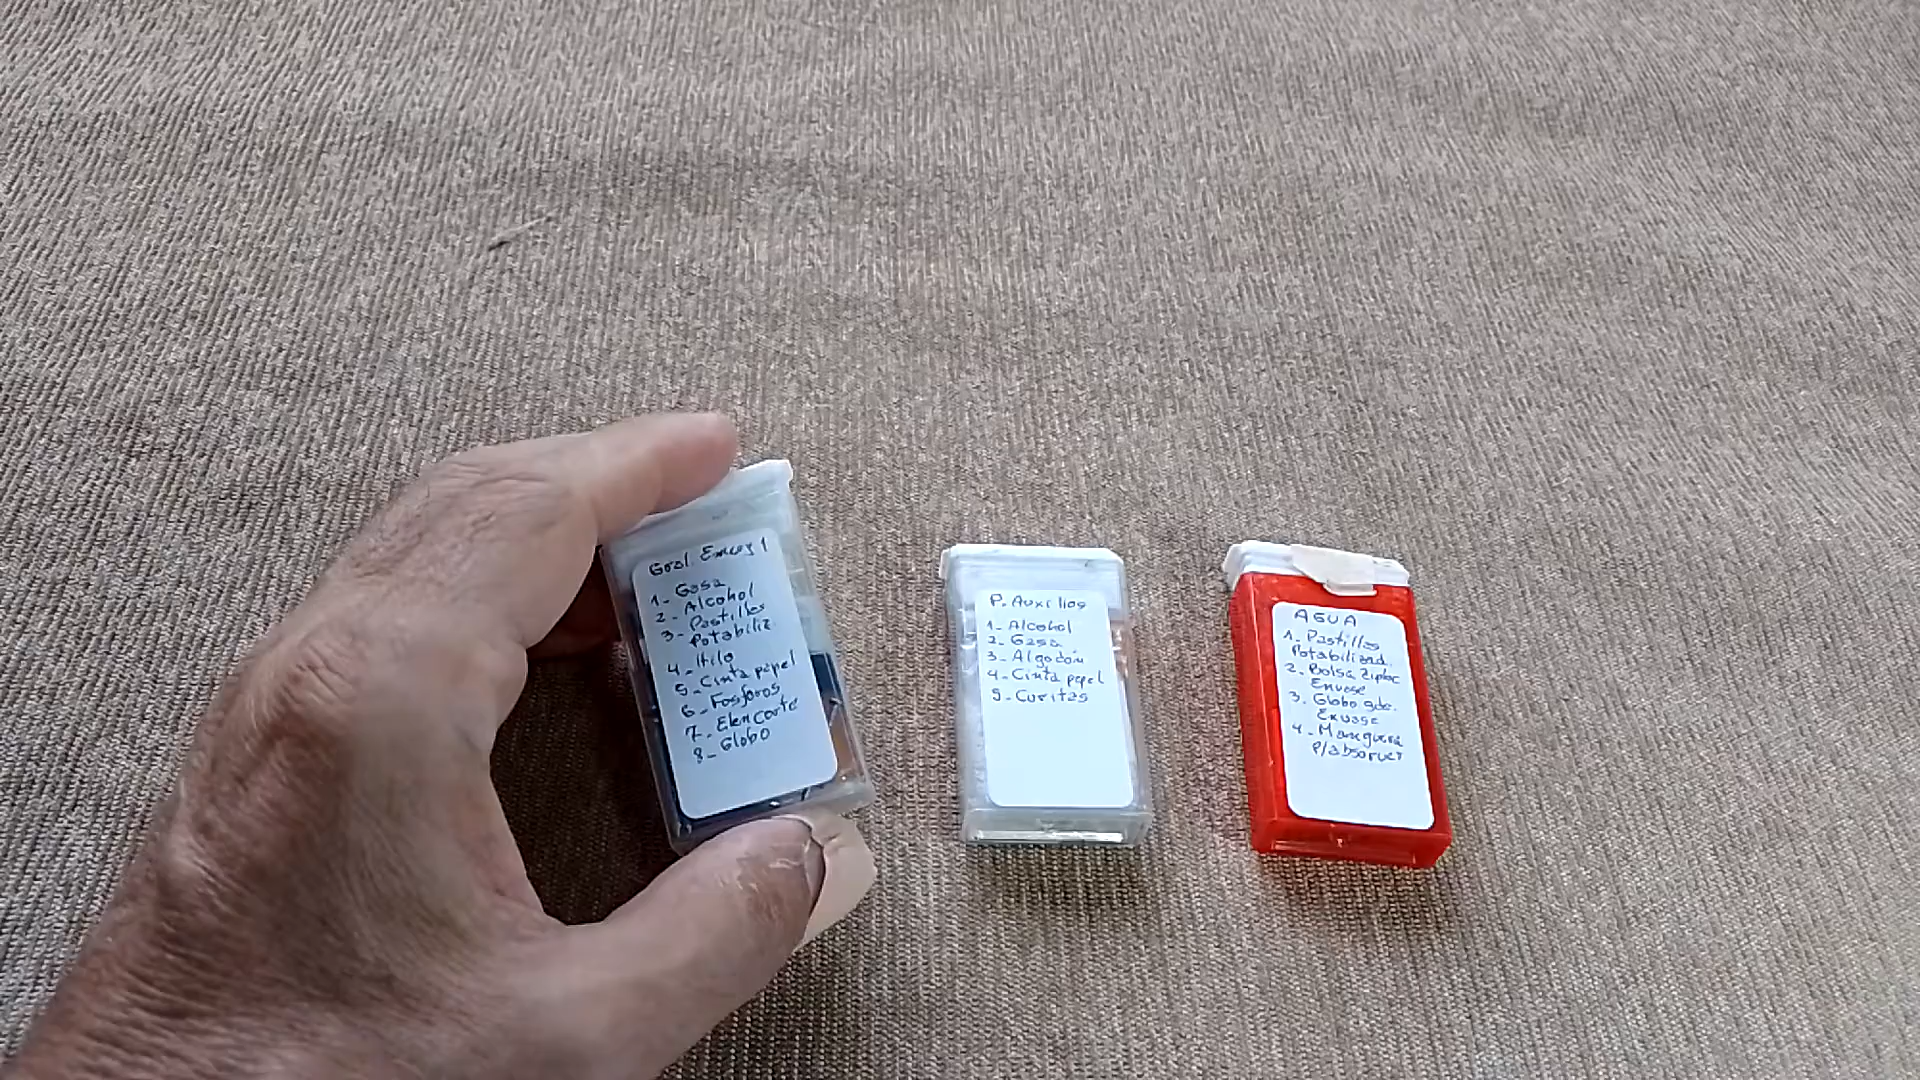 Gral. Emerg 1
1- Gasa
2- Alcohol
3- Pastillas
Potabiliz.
4- Hilo
5- Cinta papel
6- Fosforos
7- Elem Corte
8- Globo
P. Auxilios
1- Alcohol
2- Gasa
3- Algodón
4- Cinta papel
5- Curitas
AGUA
1- Pastillas
Potabilizad.
2- Bolsa Ziploc
Envase
3- Globo gde.
Envase
4- Manguera
p/absorver